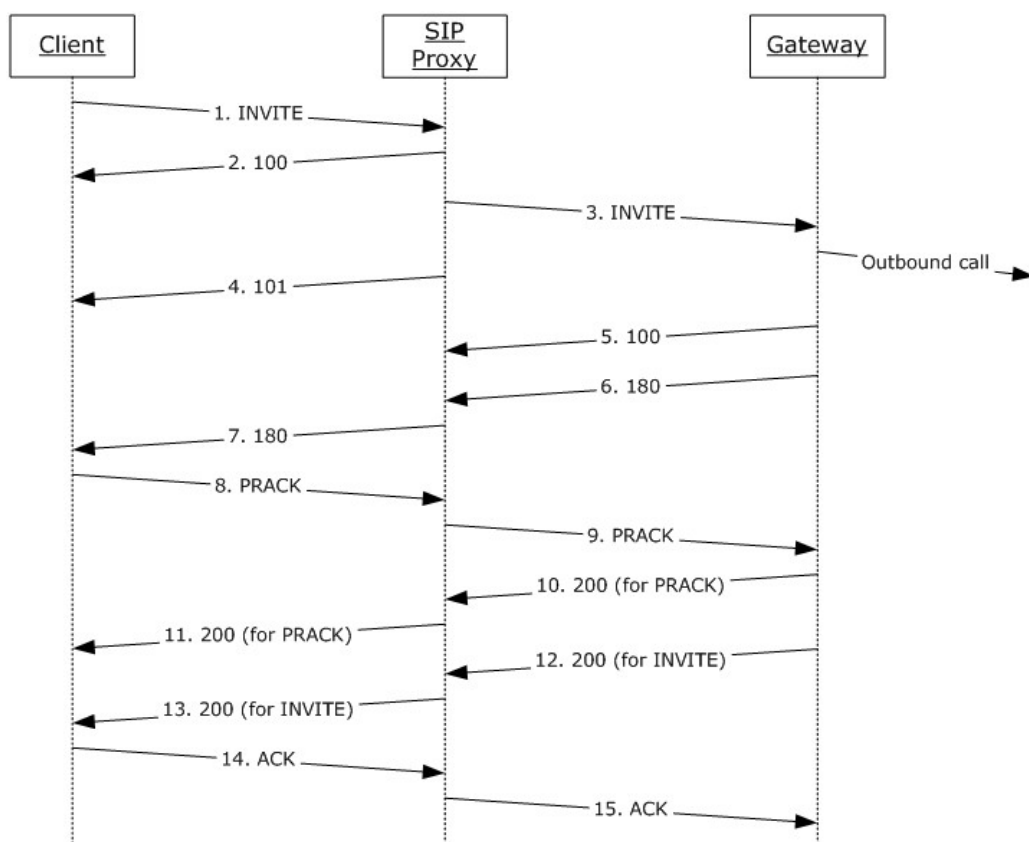 Client
SIP
Proxy
Gateway
1. INVITE
2. 100
3. INVITE
Outbound call
4. 101
5. 100
6. 180
7. 180
8. PRACK
9. PRACK
10. 200 (for PRACK)
11. 200 (for PRACK)
12. 200 (for INVITE)
13. 200 (for INVITE)
14. ACK
15. ACK